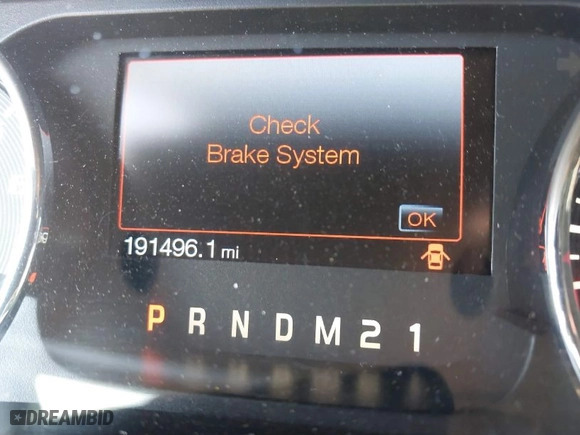 Check
Brake System
OK
191496.1 mi
P R N D M 2 1
DREAMBID